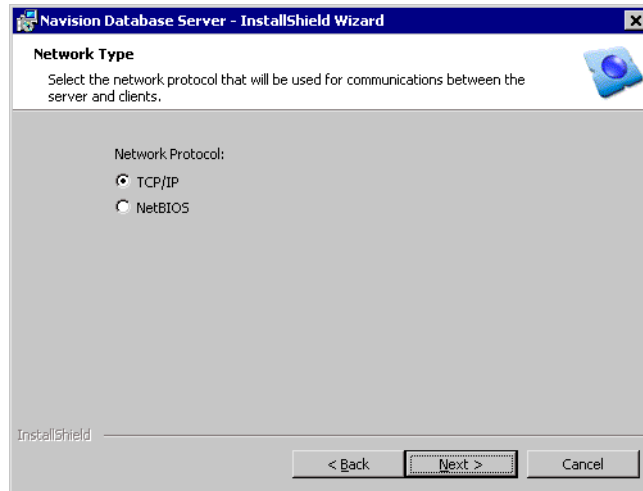 Navision Database Server - InstallShield Wizard
Network Type
Select the network protocol that will be used for communications between the
server and clients.
Network Protocol:
TCP/IP
NetBIOS
InstallShield
< Back
Next >
Cancel